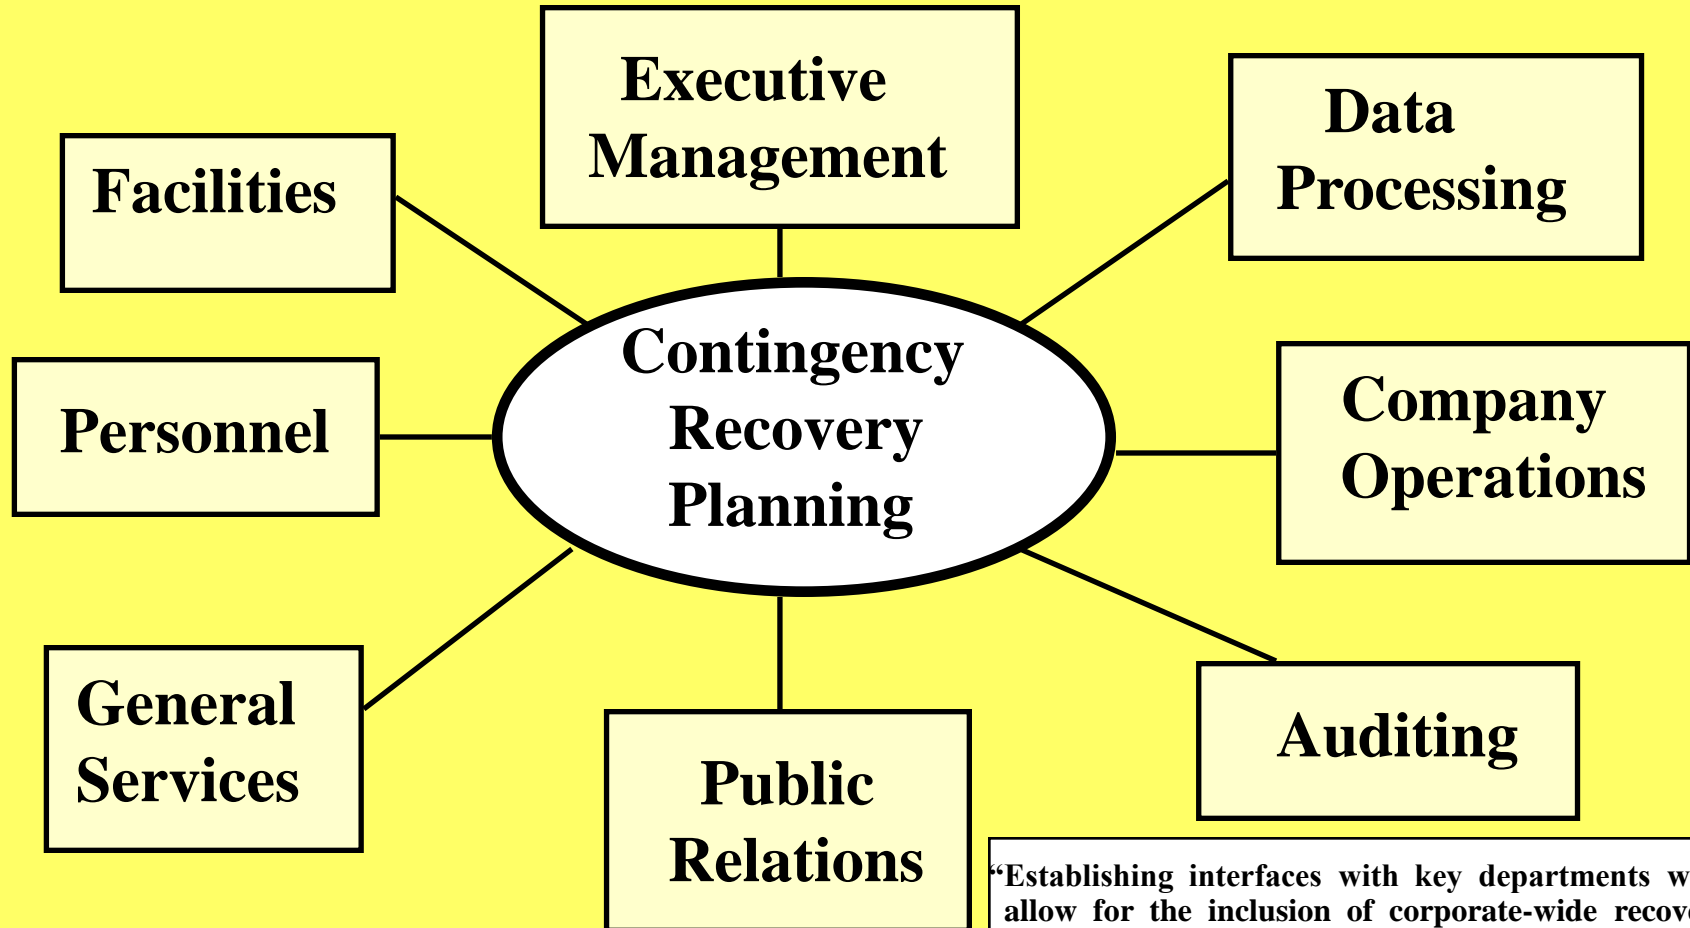 Executive
Management
Data
Processing
Facilities
Contingency
Recovery
Planning
Personnel
Company
Operations
General
Services
Public
Relations
Auditing
“Establishing interfaces with key departments
allow for the inclusion of corporate-wide